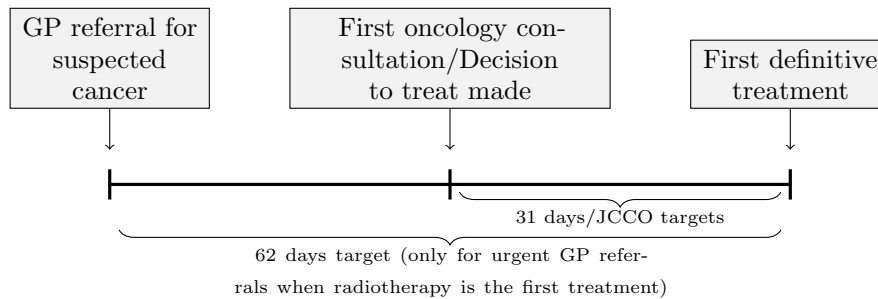 GP referral for
suspected
cancer
First oncology con-
sultation/Decision
to treat made
First definitive
treatment
31 days/JCCO targets
62 days target (only for urgent GP refer-
rals when radiotherapy is the first treatment)